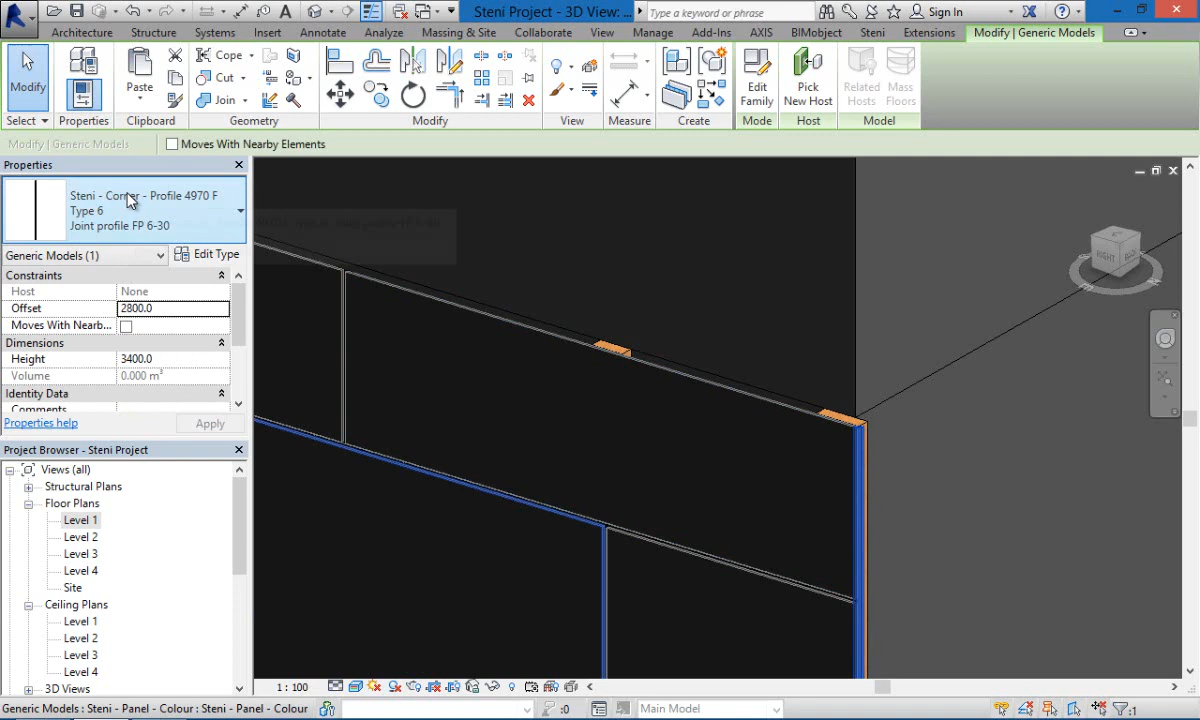 Steni Project - 3D View: ...
Type a keyword or phrase
Sign In
Architecture Structure Systems Insert Annotate Analyze Massing & Site Collaborate View Manage Add-Ins AXIS BIMobject Steni Extensions Modify | Generic Models
Modify
Paste
Cope
Cut
Join
Edit Family
Pick New Host
Related Hosts
Mass Floors
Select Properties Clipboard Geometry Modify View Measure Create Mode Host Model
Modify | Generic Models
Moves With Nearby Elements
Properties
Steni - Corner - Profile 4970 F
Type 6
Joint profile FP 6-30
Generic Models (1)
Edit Type
Constraints
Host None
Offset 2800.0
Moves With Nearb...
Dimensions
Height 3400.0
Volume 0.000 m³
Identity Data
Comments
Properties help
Apply
Project Browser - Steni Project
Views (all)
Structural Plans
Floor Plans
Level 1
Level 2
Level 3
Level 4
Site
Ceiling Plans
Level 1
Level 2
Level 3
Level 4
3D Views
RIGHT
BACK
1 : 100
Generic Models : Steni - Panel - Colour : Steni - Panel - Colour
:0
Main Model
:1